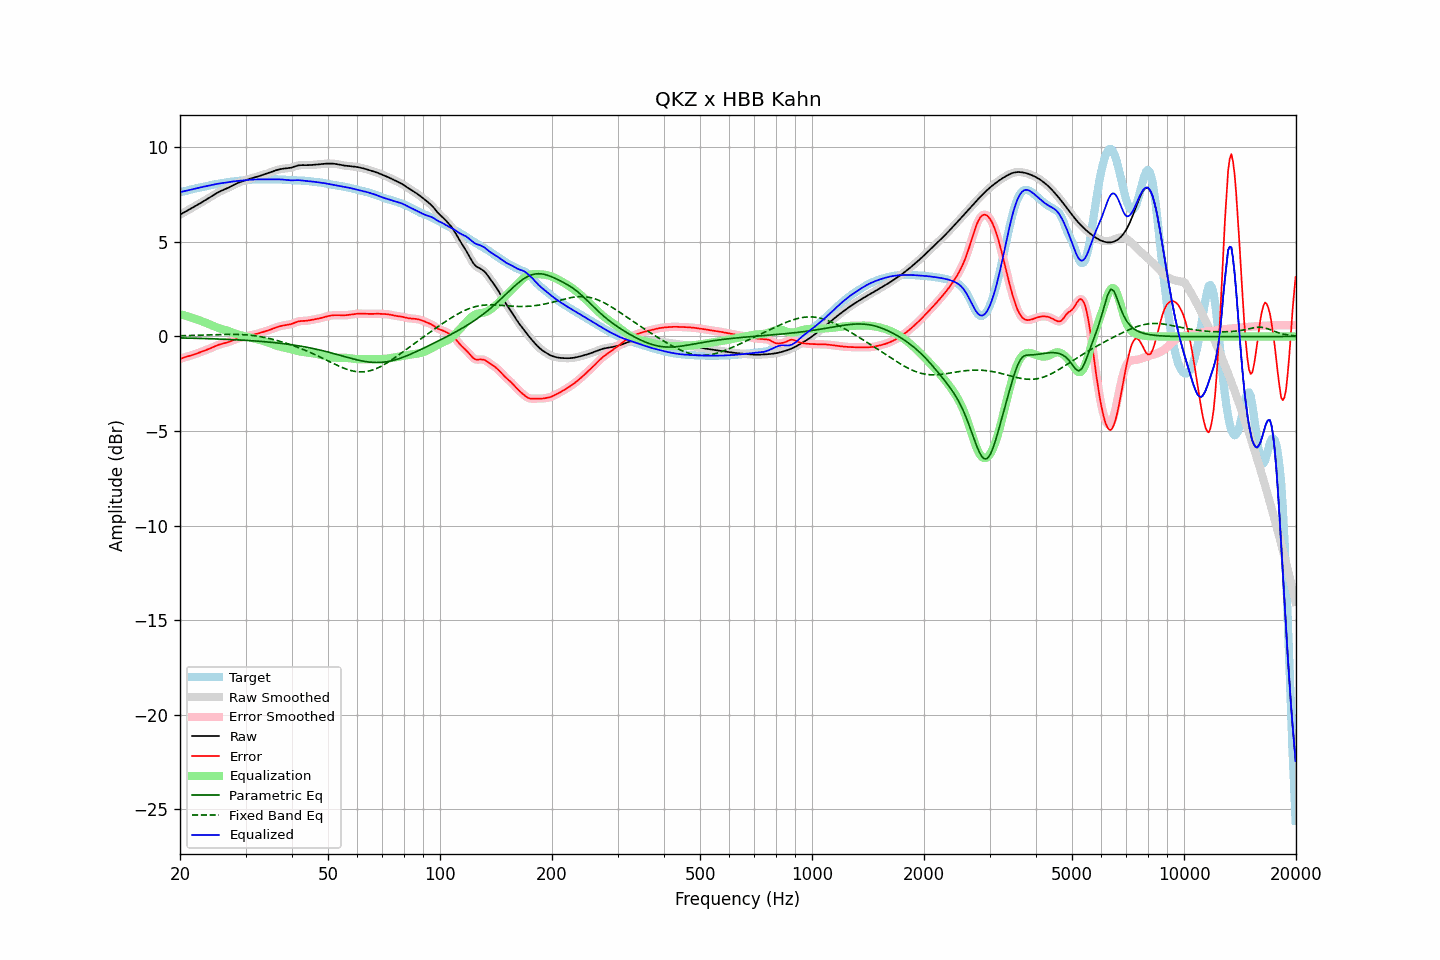 QKZ x HBB Kahn
Amplitude (dBr)
10
5
0
−5
−10
−15
−20
−25
Target
Raw Smoothed
Error Smoothed
Raw
Error
Equalization
Parametric Eq
Fixed Band Eq
Equalized
20 50 100 200 500 1000 2000 5000 10000 20000
Frequency (Hz)